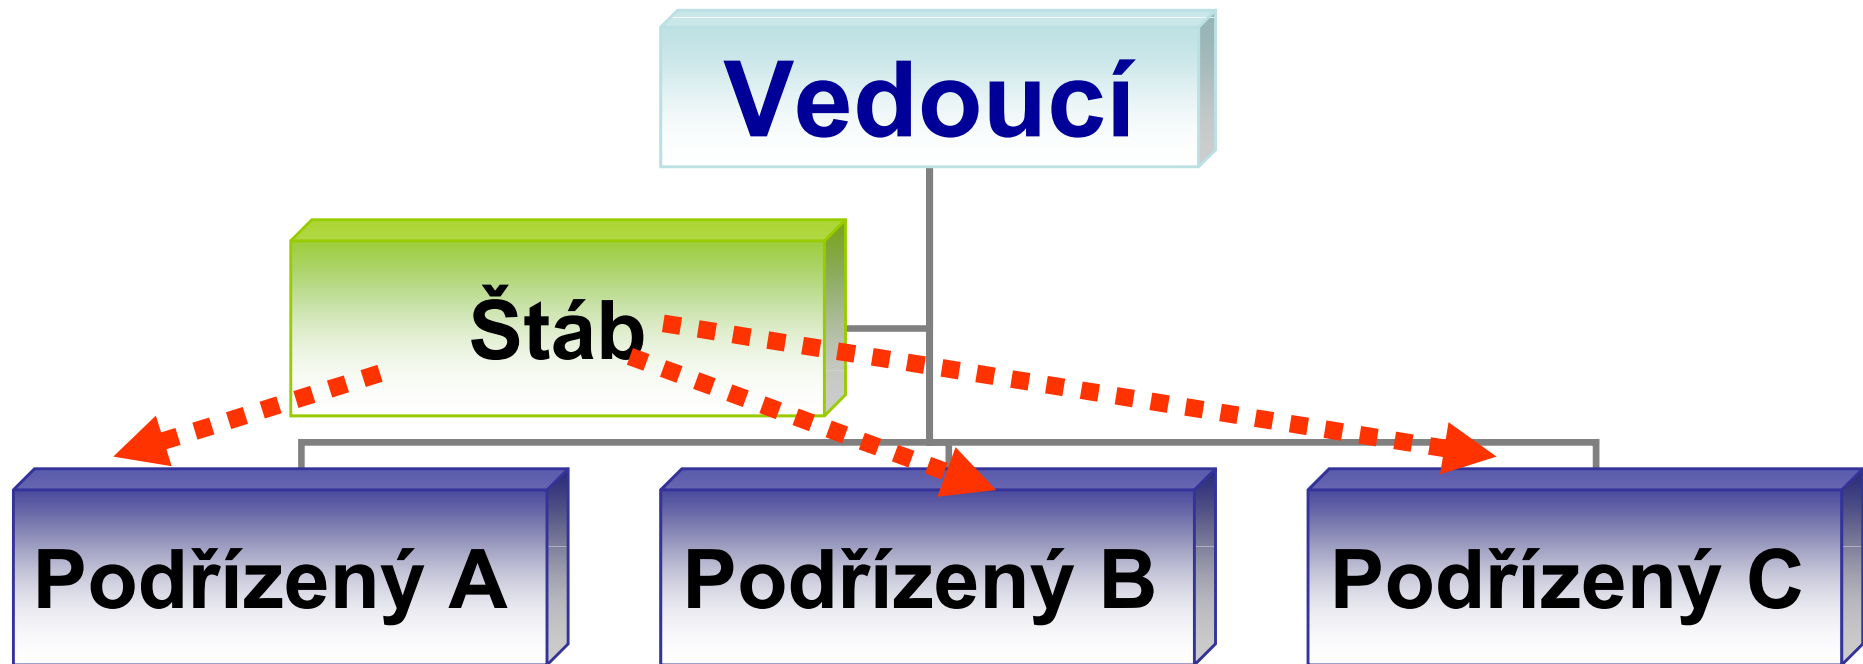 Vedoucí
Štáb
Podřízený A
Podřízený B
Podřízený C